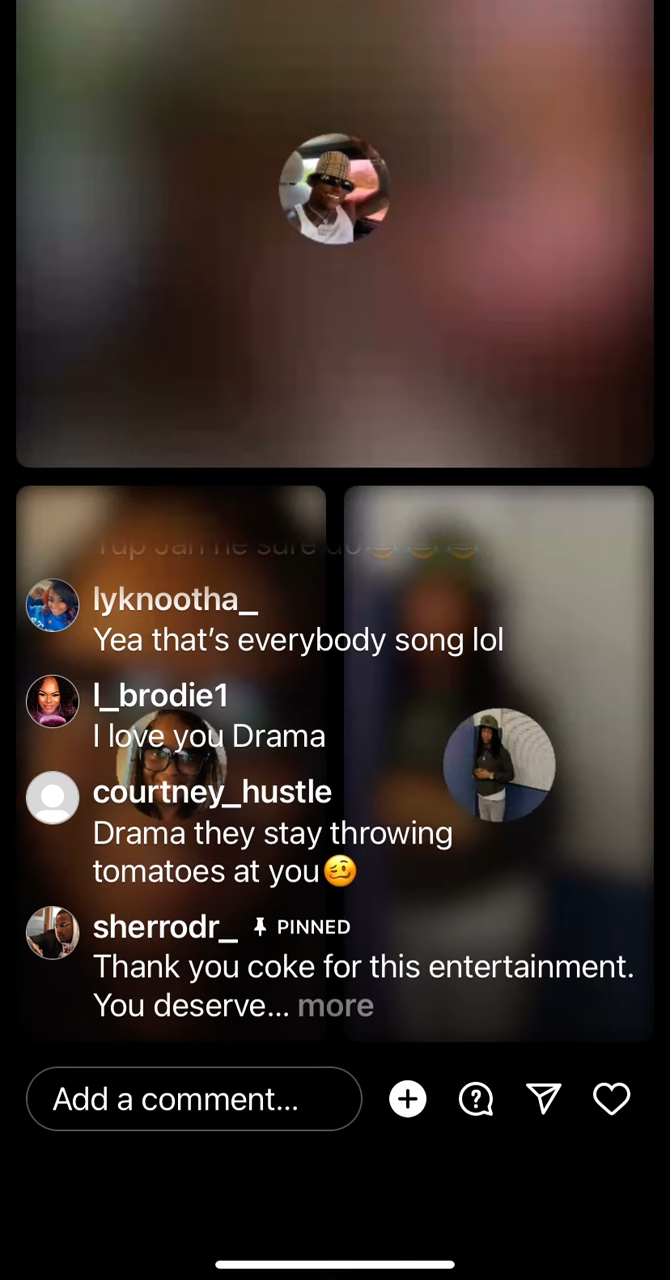 lyknootha_
Yea that’s everybody song lol
l_brodie1
I love you Drama
courtney_hustle
Drama they stay throwing
tomatoes at you🥴
sherrodr_ PINNED
Thank you coke for this entertainment.
You deserve... more
Add a comment...